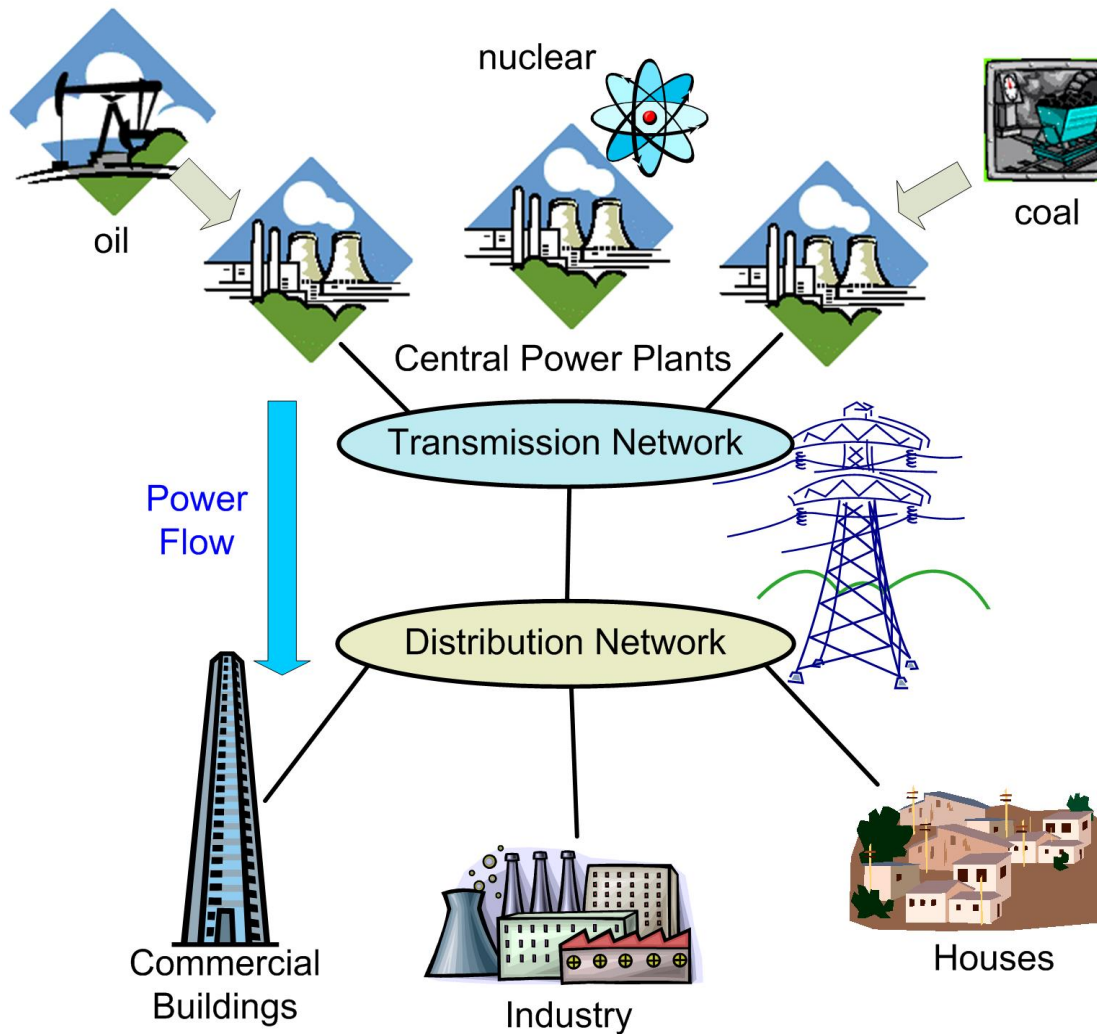 nuclear
oil
coal
Central Power Plants
Transmission Network
Power
Flow
Distribution Network
Commercial
Buildings
Industry
Houses